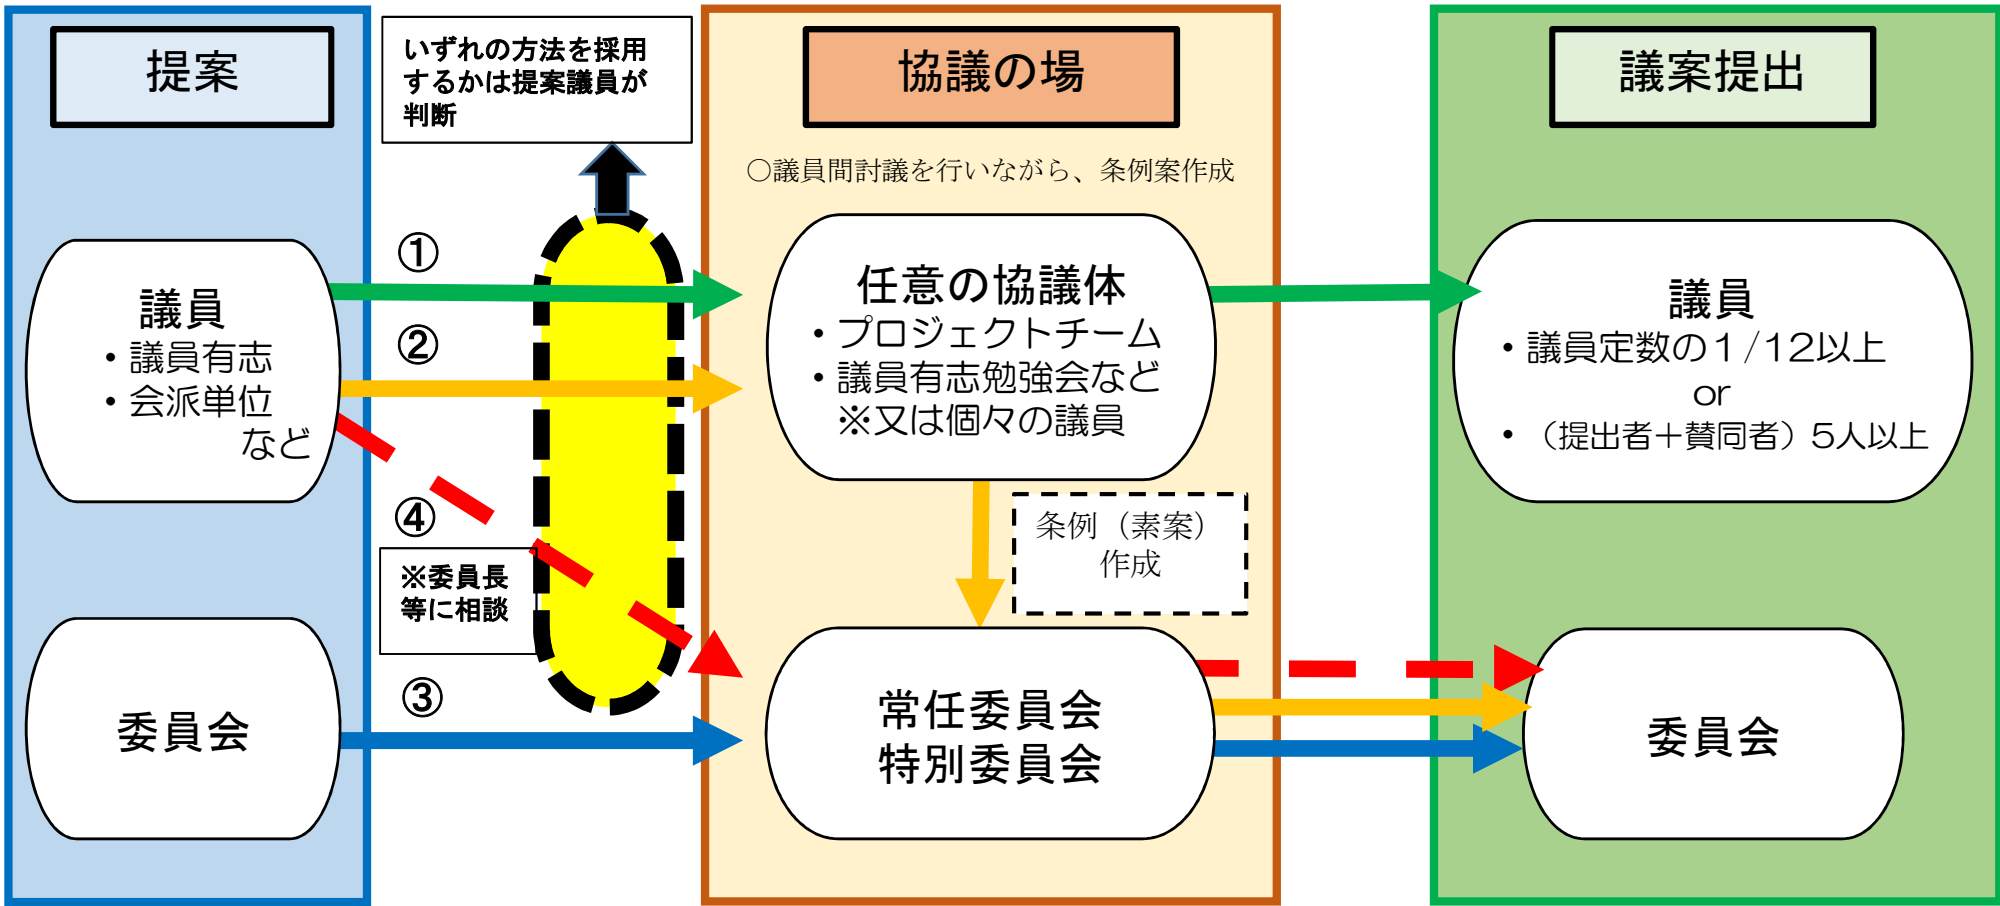 提案
いずれの方法を採用
するかは提案議員が
判断
協議の場
議案提出
〇議員間討議を行いながら、条例案作成
①
②
④
③
議員
・議員有志
・会派単位
など
※委員長
等に相談
委員会
任意の協議体
・プロジェクトチーム
・議員有志勉強会など
※又は個々の議員
条例（素案）
作成
常任委員会
特別委員会
議員
・議員定数の1/12以上
or
・（提出者＋賛同者）5人以上
委員会